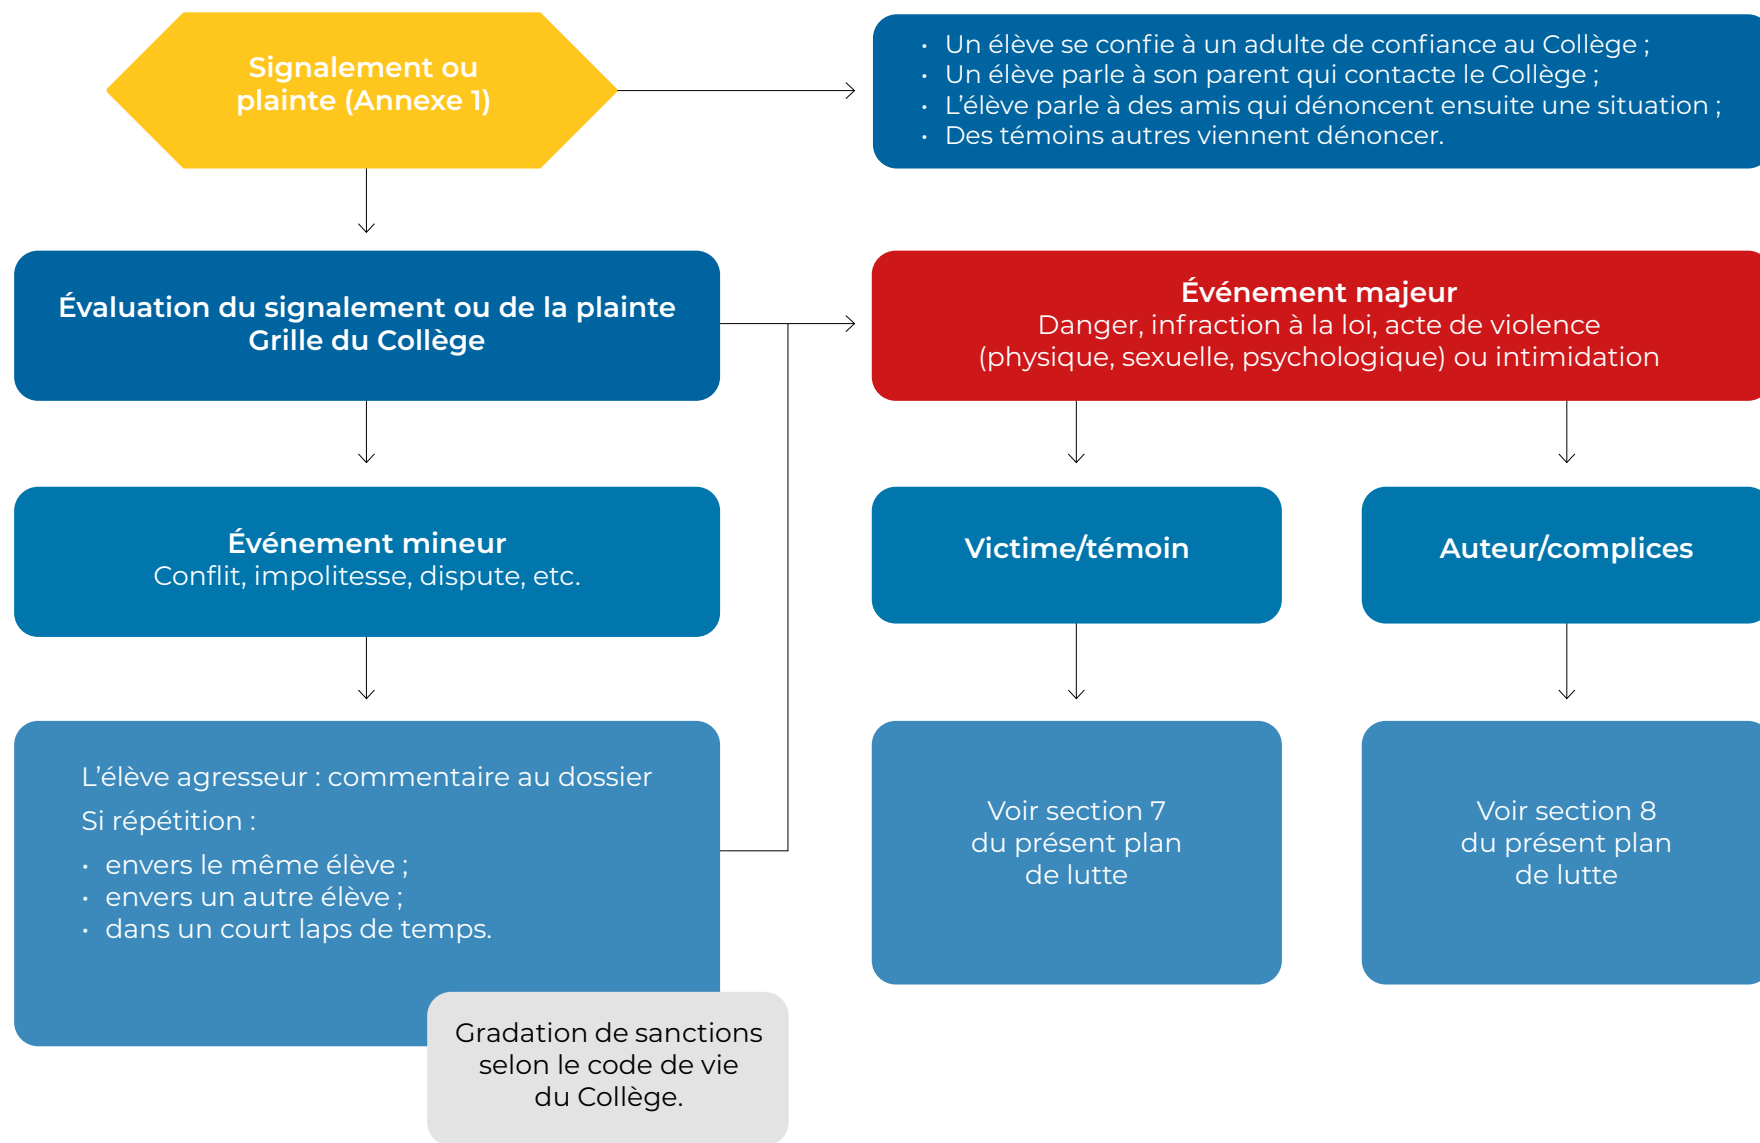 Signalement ou
plainte (Annexe 1)
• Un élève se confie à un adulte de confiance au Collège ;
• Un élève parle à son parent qui contacte le Collège ;
• L’élève parle à des amis qui dénoncent ensuite une situation ;
• Des témoins autres viennent dénoncer.
Évaluation du signalement ou de la plainte
Grille du Collège
Événement majeur
Danger, infraction à la loi, acte de violence
(physique, sexuelle, psychologique) ou intimidation
Événement mineur
Conflit, impolitesse, dispute, etc.
Victime/témoin
Auteur/complices
L’élève agresseur : commentaire au dossier
Si répétition :
• envers le même élève ;
• envers un autre élève ;
• dans un court laps de temps.
Gradation de sanctions
selon le code de vie
du Collège.
Voir section 7
du présent plan
de lutte
Voir section 8
du présent plan
de lutte